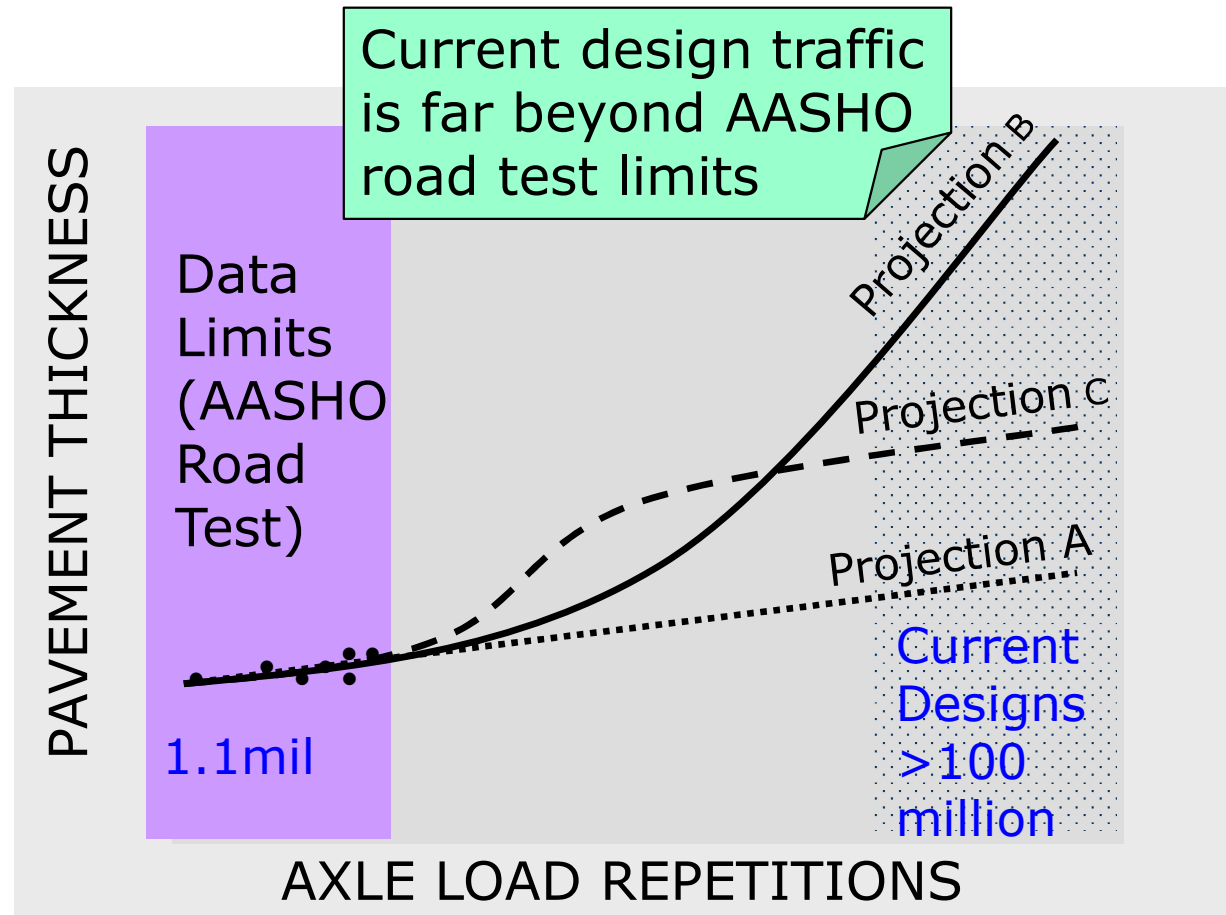 Current design traffic
is far beyond AASHO
road test limits
PAVEMENT THICKNESS
Data
Limits
(AASHO
Road
Test)
1.1mil
Projection B
Projection C
Projection A
Current
Designs
>100
million
AXLE LOAD REPETITIONS